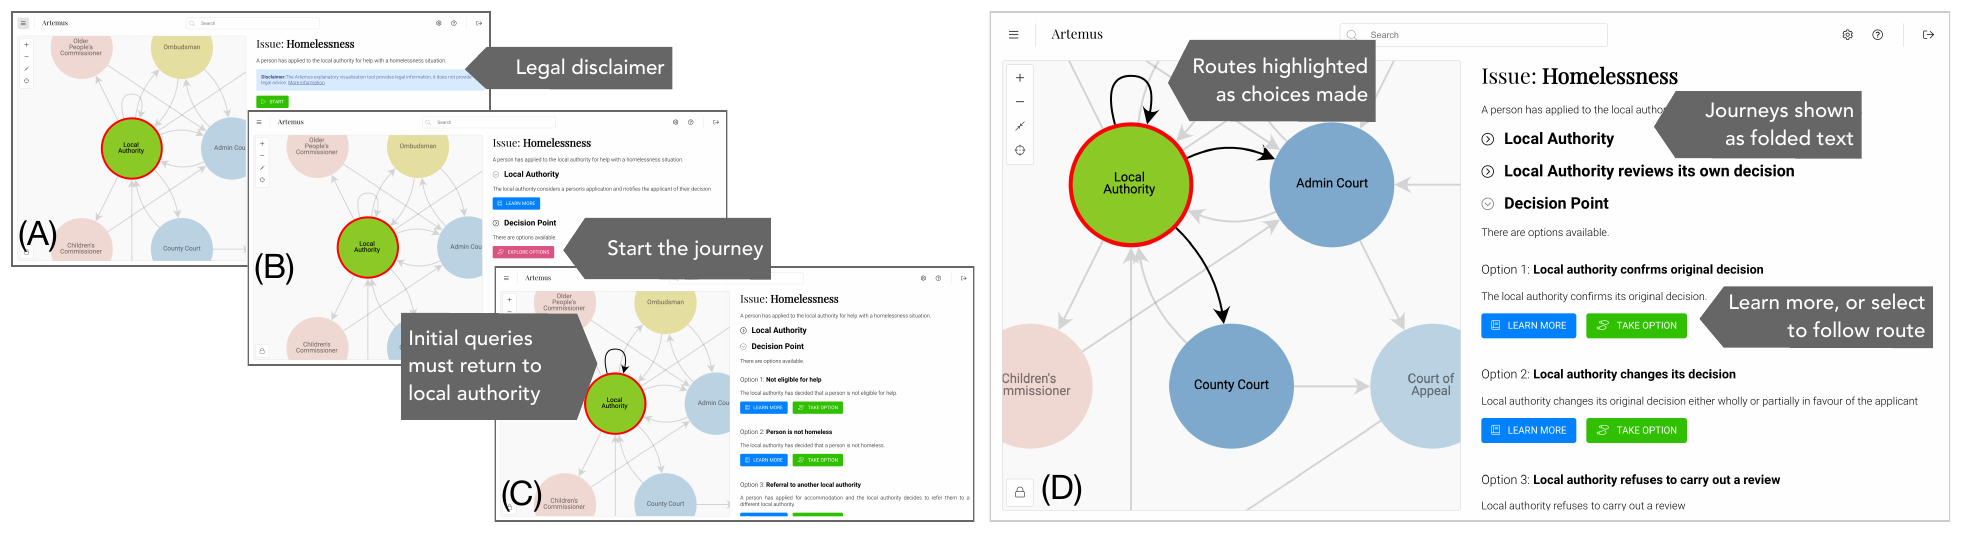 Artemus
Search
Older
People's
Commissioner
Ombudsman
Local
Authority
Admin Cou
Children's
Commissioner
County Court
(A)
Issue: Homelessness
A person has applied to the local authority for help with a homelessness situation.
Disclaimer:The Artemus explanatory visualisation tool provides legal information, it does not provide
legal advice. More information
START
Legal disclaimer
Artemus
Search
Older
People's
Commissioner
Ombudsman
Local
Authority
Admin Cou
Children's
Commissioner
County Court
(B)
Issue: Homelessness
A person has applied to the local authority for help with a homelessness situation.
Local Authority
The local authority considers a person's application and notifies the applicant of their decision
LEARN MORE
Decision Point
There are options available.
EXPLORE OPTIONS
Start the journey
Artemus
Older
People's
Commissioner
Ombudsman
Local
Authority
Admin Cou
Children's
Commissioner
County Court
(C)
Initial queries
must return to
local authority
Issue: Homelessness
A person has applied to the local authority for help with a homelessness situation.
Local Authority
Decision Point
There are options available.
Option 1: Not eligible for help
The local authority has decided that a person is not eligible for help.
LEARN MORE
TAKE OPTION
Option 2: Person is not homeless
The local authority has decided that a person is not homeless.
LEARN MORE
TAKE OPTION
Option 3: Referral to another local authority
A person has applied for accommodation and the local authority decides to refer them to a
different local authority.
Artemus
Search
Routes highlighted
as choices made
Local
Authority
Admin Court
Children's
mmissioner
County Court
Court of
Appeal
(D)
Issue: Homelessness
A person has applied to the local author
Journeys shown
as folded text
Local Authority
Local Authority reviews its own decision
Decision Point
There are options available.
Option 1: Local authority confrms original decision
The local authority confirms its original decision.
LEARN MORE
TAKE OPTION
Learn more, or select
to follow route
Option 2: Local authority changes its decision
Local authority changes its original decision either wholly or partially in favour of the applicant
LEARN MORE
TAKE OPTION
Option 3: Local authority refuses to carry out a review
Local authority refuses to carry out a review